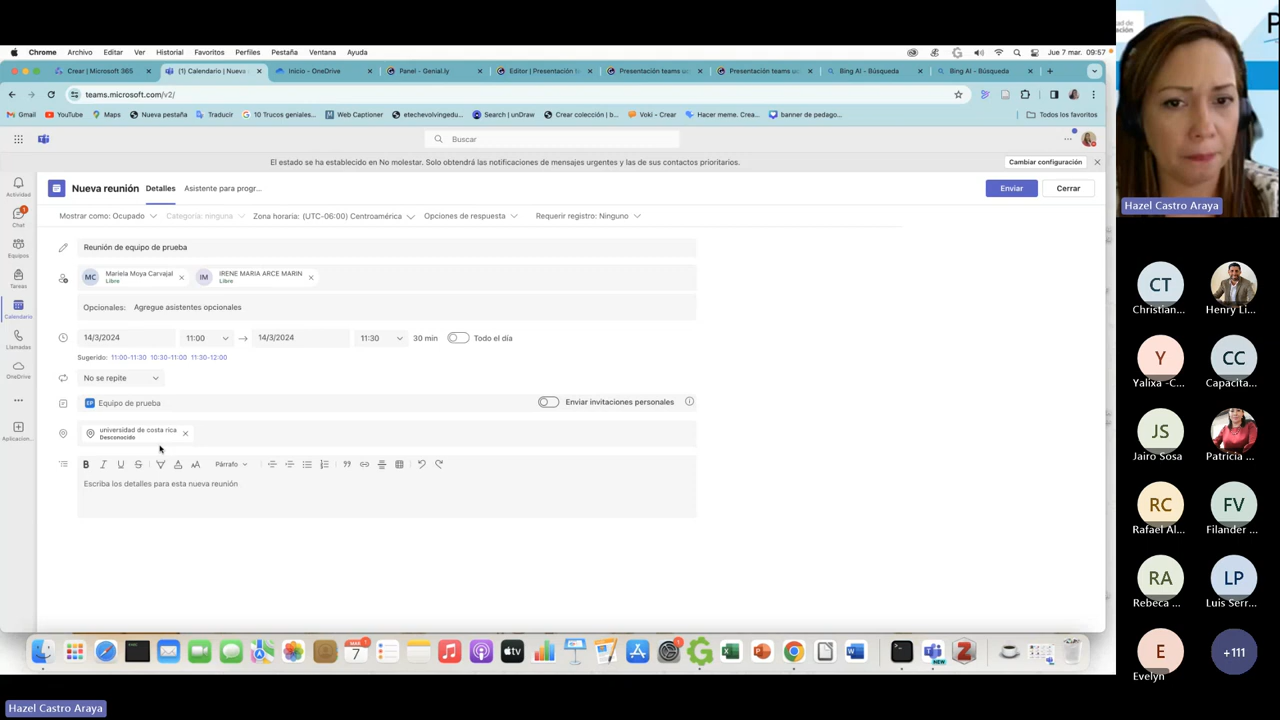 Chrome Archivo Editar Ver Historial Favoritos Perfiles Pestaña Ventana Ayuda Jue 7 mar. 09:57
Crear | Microsoft 365 (1) Calendario | Nueva Inicio - OneDrive Panel - Genial.ly Editor | Presentación Presentación teams Presentación teams Bing AI - Búsqueda Bing AI - Búsqueda
teams.microsoft.com/v2/
Gmail YouTube Maps Nueva pestaña Traducir 10 Trucos geniales... etechevolvingedu... Web Captioner Search | unDraw Crear colección | b... Voki - Crear Hacer meme. Crea... banner de pedago... Todos los favoritos
Buscar
El estado se ha establecido en No molestar. Solo obtendrá las notificaciones de mensajes urgentes y las de sus contactos prioritarios. Cambiar configuración
Nueva reunión Detalles Asistente para progr... Enviar Cerrar
Mostrar como: Ocupado Categoría: ninguna Zona horaria: (UTC-06:00) Centroamérica Opciones de respuesta Requerir registro: Ninguno
Reunión de equipo de prueba
MC Mariela Moya Carvajal IM IRENE MARIA ARCE MARIN
Libre Libre
Opcionales: Agregue asistentes opcionales
14/3/2024 11:00 14/3/2024 11:30 30 min Todo el día
Sugerido: 11:00-11:30 10:30-11:00 11:30-12:00
No se repite
EP Equipo de prueba Enviar invitaciones personales
universidad de costa rica
Desconocido
B I U S Párrafo
Escriba los detalles para esta nueva reunión
Actividad
1
Chat
Equipos
Tareas
Calendario
Llamadas
OneDrive
Aplicacion...
MAR 7
tv
NEW
Hazel Castro Araya
P
CT
Christian... Henry Li...
Y CC
Yalixa -C... Capacita...
JS
Jairo Sosa Patricia ...
RC FV
Rafael Al... Filander ...
RA LP
Rebeca ... Luis Serr...
E +111
Evelyn
Hazel Castro Araya